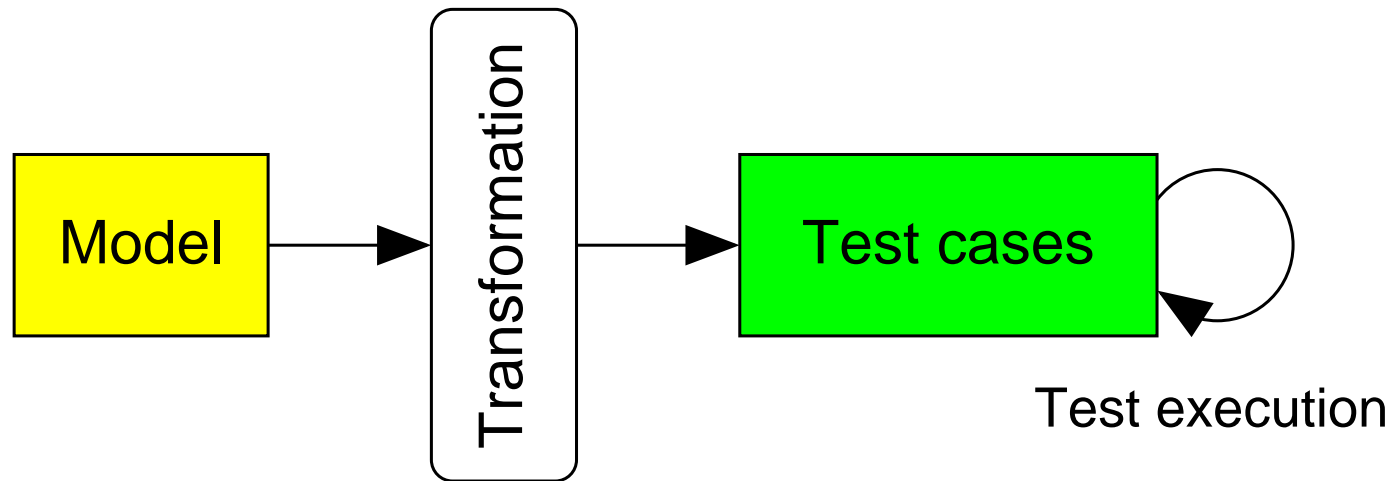 Model
Transformation
Test cases
Test execution